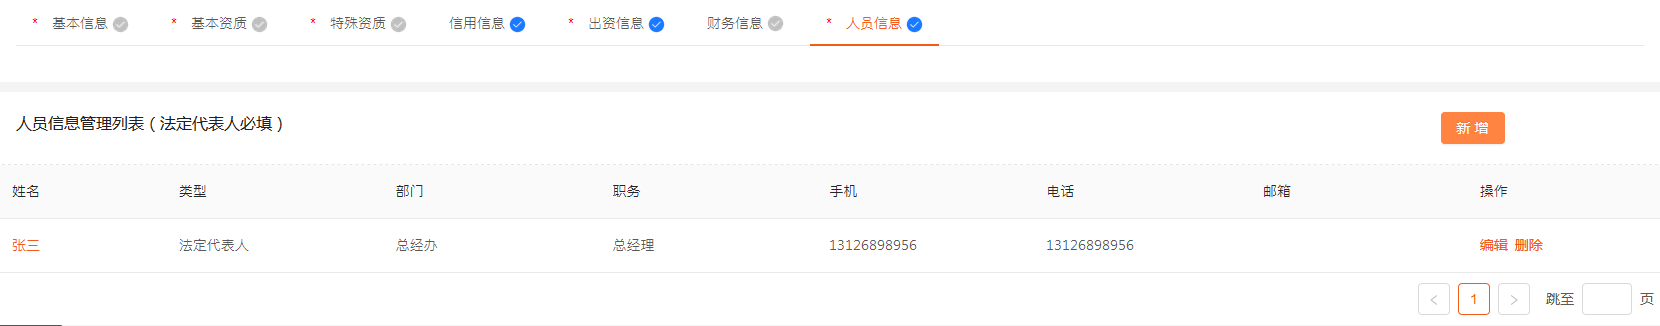 * 基本信息 * 基本资质 * 特殊资质 信用信息 * 出资信息 财务信息 * 人员信息
人员信息管理列表（法定代表人必填）
新 增
姓名 类型 部门 职务 手机 电话 邮箱 操作
张三 法定代表人 总经办 总经理 13126898956 13126898956 编辑 删除
< 1 > 跳至 页